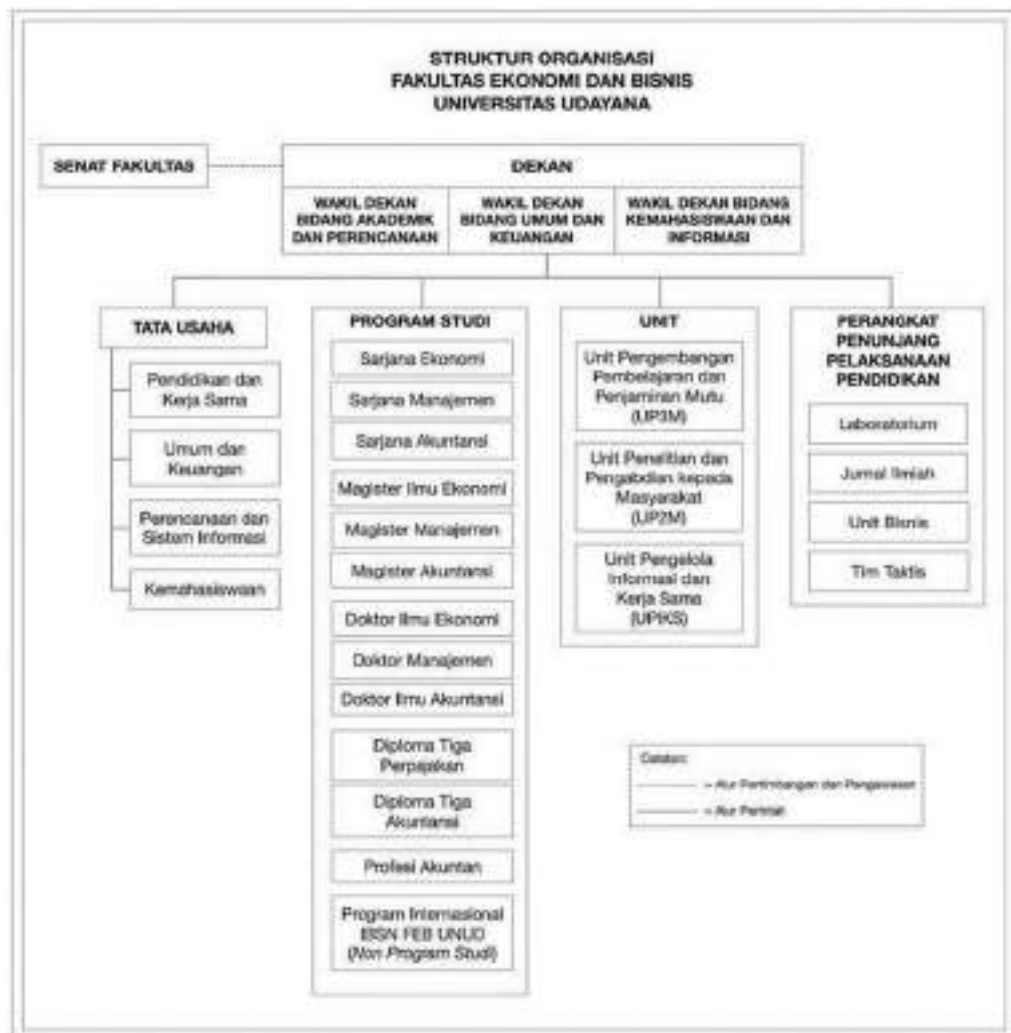 STRUKTUR ORGANISASI
FAKULTAS EKONOMI DAN BISNIS
UNIVERSITAS UDAYANA
SENAT FAKULTAS
DEKAN
WAKIL DEKAN
BIDANG AKADEMIK
DAN PERENCANAAN
WAKIL DEKAN
BIDANG UMUM DAN
KEUANGAN
WAKIL DEKAN BIDANG
KEMAHASISWAAN DAN
INFORMASI
TATA USAHA
Pendidikan dan
Kerja Sama
Umum dan
Keuangan
Perencanaan dan
Sistem Informasi
Kemahasiswaan
PROGRAM STUDI
Sarjana Ekonomi
Sarjana Manajemen
Sarjana Akuntansi
Magister Ilmu Ekonomi
Magister Manajemen
Magister Akuntansi
Doktor Ilmu Ekonomi
Doktor Manajemen
Doktor Ilmu Akuntansi
Diploma Tiga
Perpajakan
Diploma Tiga
Akuntansi
Profesi Akuntan
Program Internasional
IBSN FEB UNUD
(Non Program Studi)
UNIT
Unit Pengembangan
Pembelajaran dan
Penjaminan Mutu
(UP3M)
Unit Penelitian dan
Pengabdian kepada
Masyarakat
(UP2M)
Unit Pengelola
Informasi dan
Kerja Sama
(UPIKS)
PERANGKAT
PENUNJANG
PELAKSANAAN
PENDIDIKAN
Laboratorium
Jurnal Ilmiah
Unit Bisnis
Tim Taktis
Catatan:
= Alur Pertimbangan dan Pengawasan
= Alur Perintah